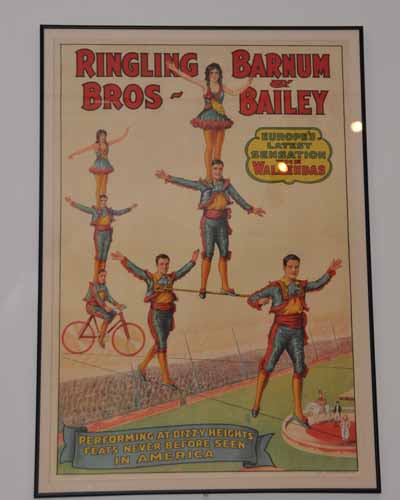 RINGLING BARNUM
BROS ~ & BAILEY
EUROPE'S
LATEST
SENSATION
THE
WALLENDAS
PERFORMING AT DIZZY HEIGHTS
FEATS NEVER BEFORE SEEN
IN AMERICA